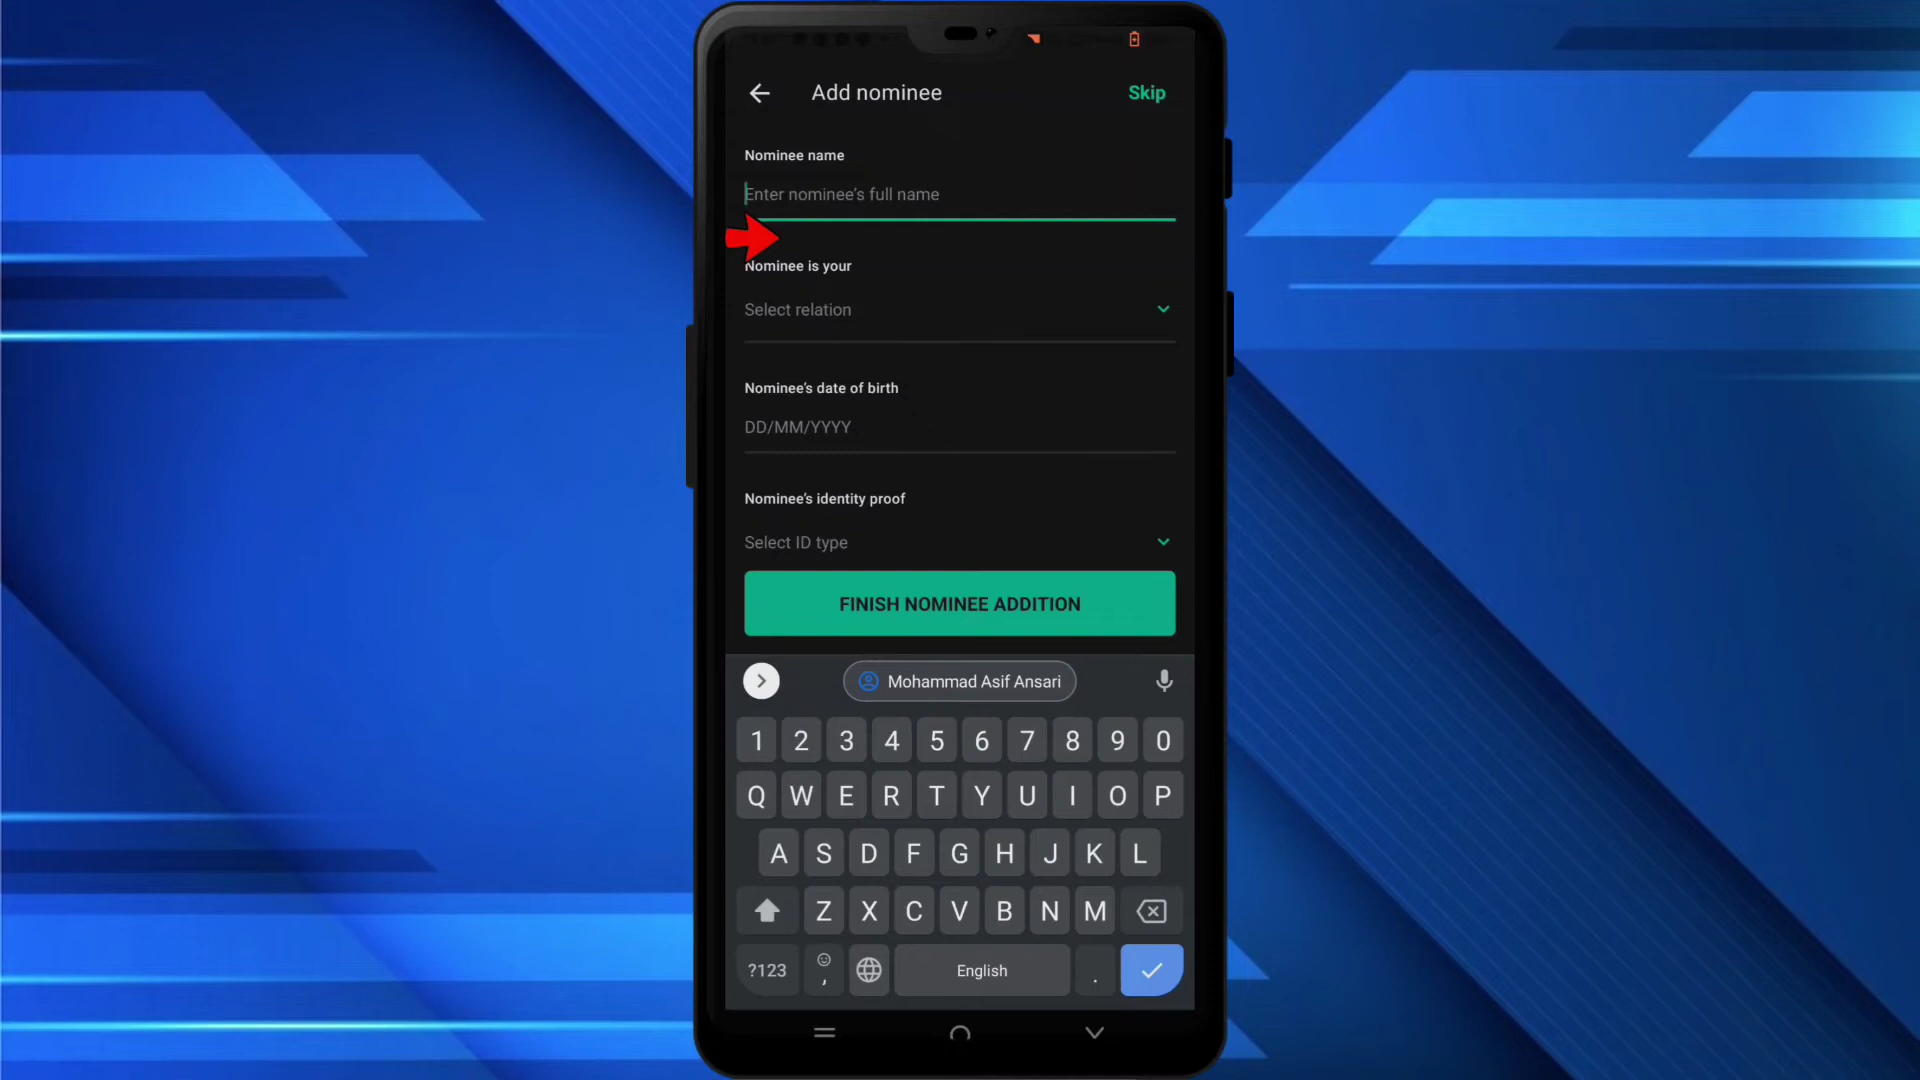 Add nominee
Skip
Nominee name
Enter nominee's full name
Nominee is your
Select relation
Nominee's date of birth
DD/MM/YYYY
Nominee's identity proof
Select ID type
FINISH NOMINEE ADDITION
Mohammad Asif Ansari
1 2 3 4 5 6 7 8 9 0
Q W E R T Y U I O P
A S D F G H J K L
Z X C V B N M
?123 , English .